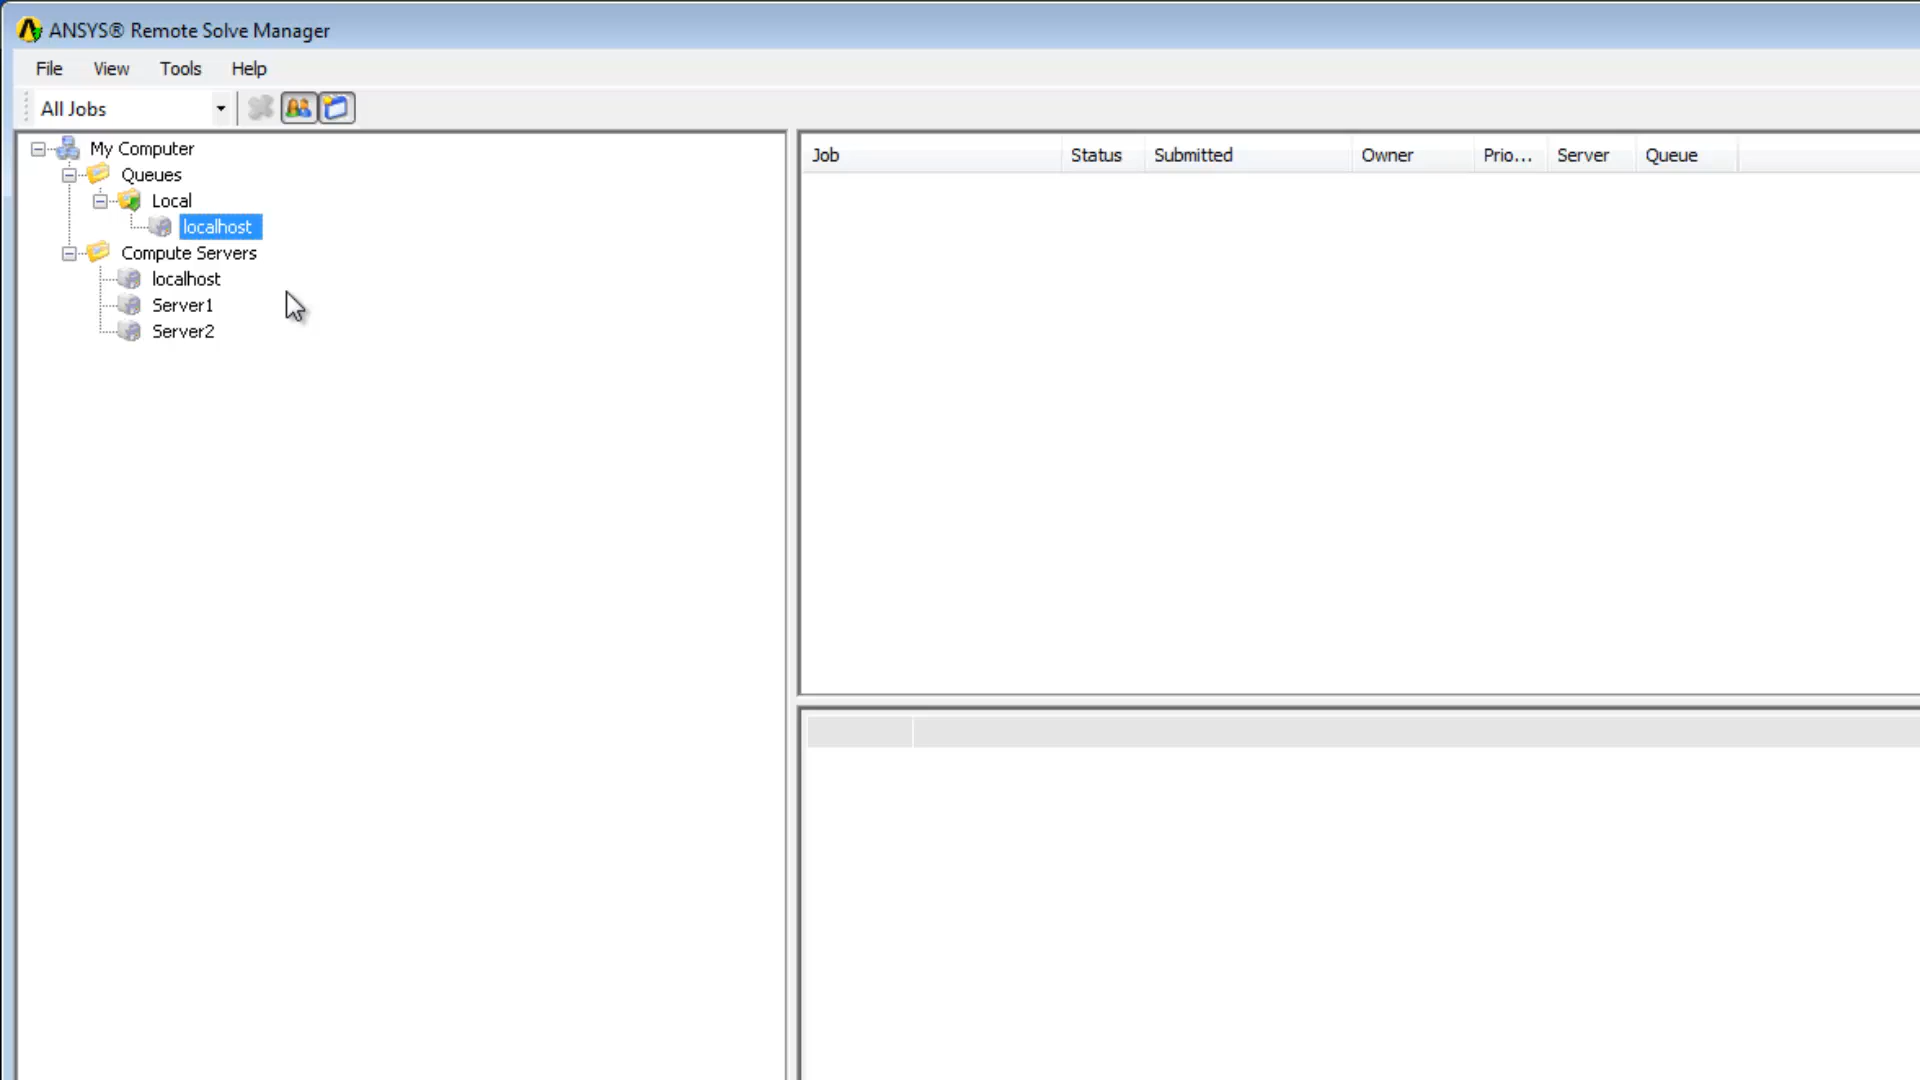 ANSYS® Remote Solve Manager
File View Tools Help
All Jobs
My Computer
Queues
Local
localhost
Compute Servers
localhost
Server1
Server2
Job Status Submitted Owner Prio... Server Queue